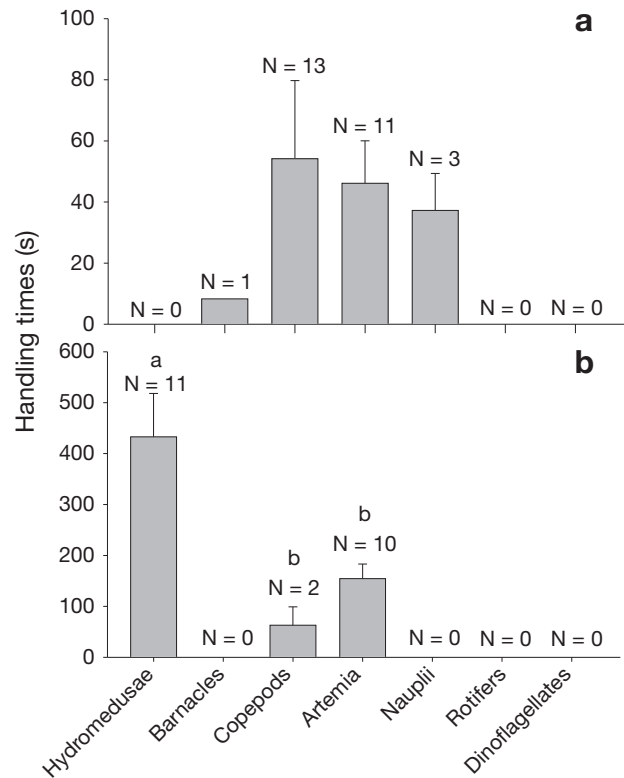 100
a
N = 13
80
N = 11
60
N = 3
40
20
N = 1
N = 0
N = 0
N = 0
0
Handling times (s)
600
b
a
N = 11
500
400
300
b
200
b
N = 10
N = 2
100
N = 0
N = 0
N = 0
N = 0
0
Hydromedusae
Barnacles
Copepods
Artemia
Nauplii
Rotifers
Dinoflagellates